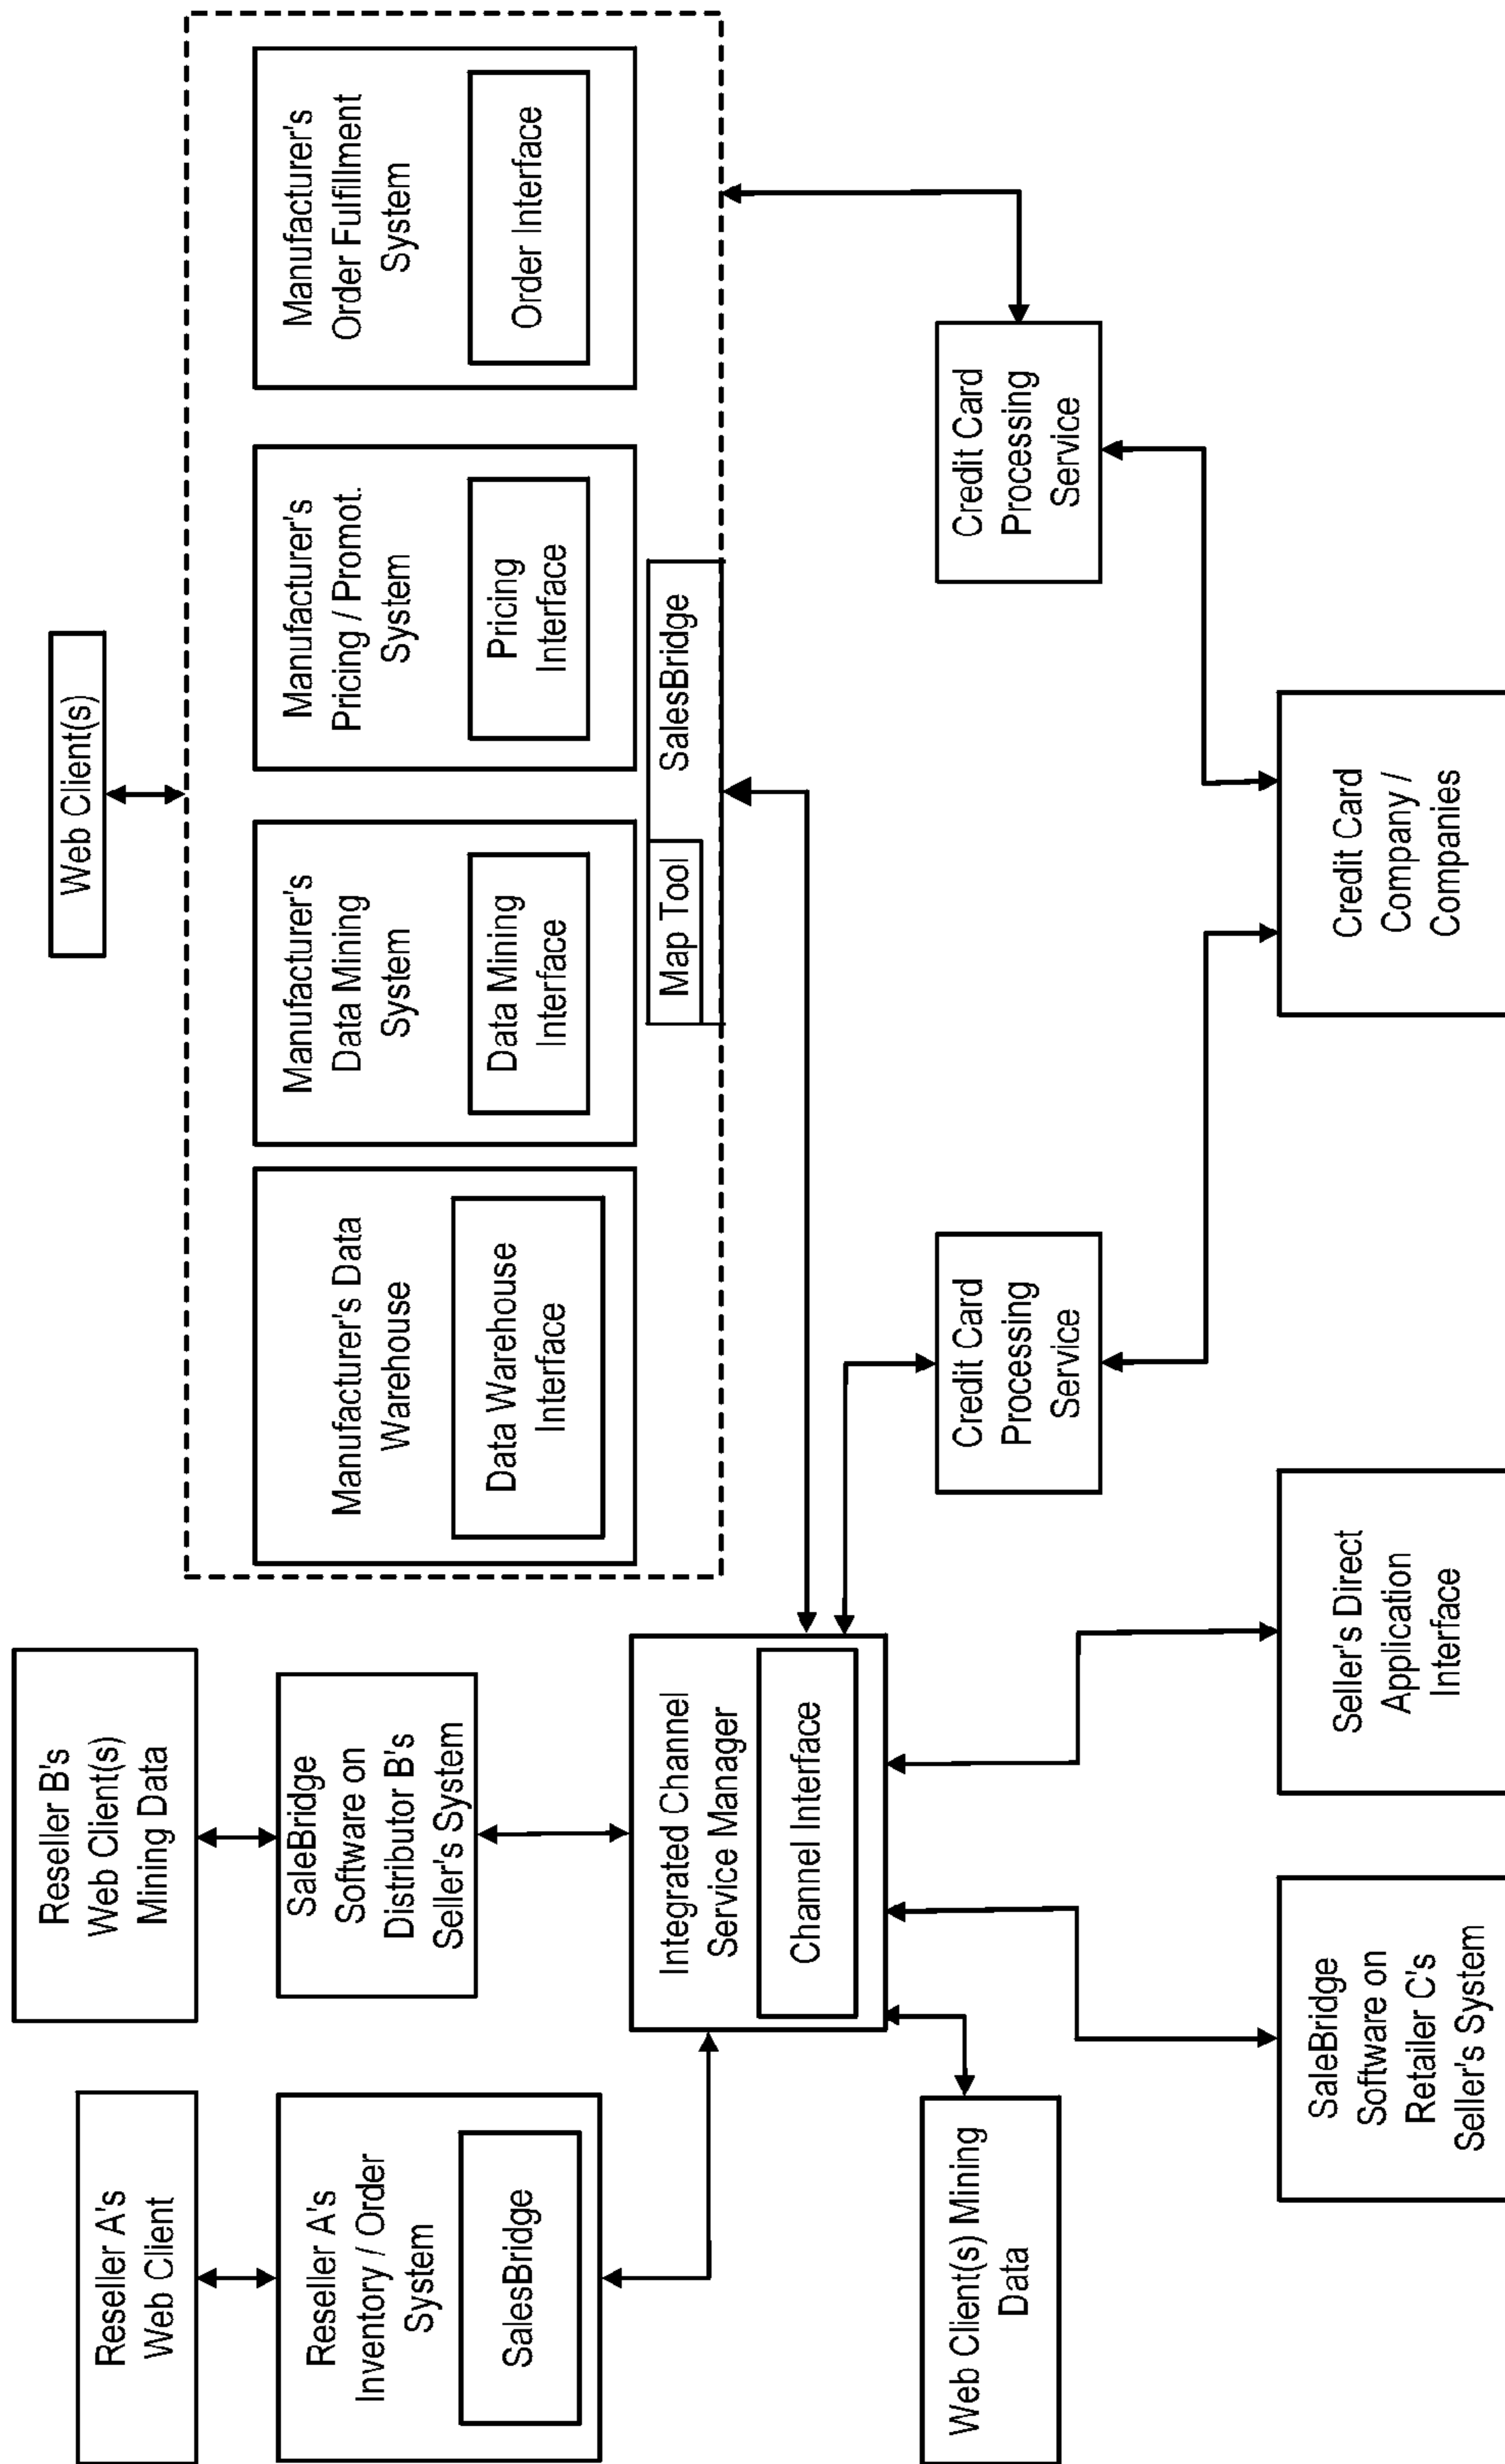 Reseller A's
Web Client
Reseller B's
Web Client(s)
Mining Data
Web Client(s)
Reseller A's
Inventory / Order
System
SalesBridge
SaleBridge
Software on
Distributor B's
Seller's System
Manufacturer's Data
Warehouse
Data Warehouse
Interface
Manufacturer's
Data Mining
System
Data Mining
Interface
Manufacturer's
Pricing / Promot.
System
Pricing
Interface
Manufacturer's
Order Fulfillment
System
Order Interface
Map Tool
SalesBridge
Integrated Channel
Service Manager
Channel Interface
Web Client(s) Mining
Data
Credit Card
Processing
Service
Credit Card
Processing
Service
SaleBridge
Software on
Retailer C's
Seller's System
Seller's Direct
Application
Interface
Credit Card
Company /
Companies